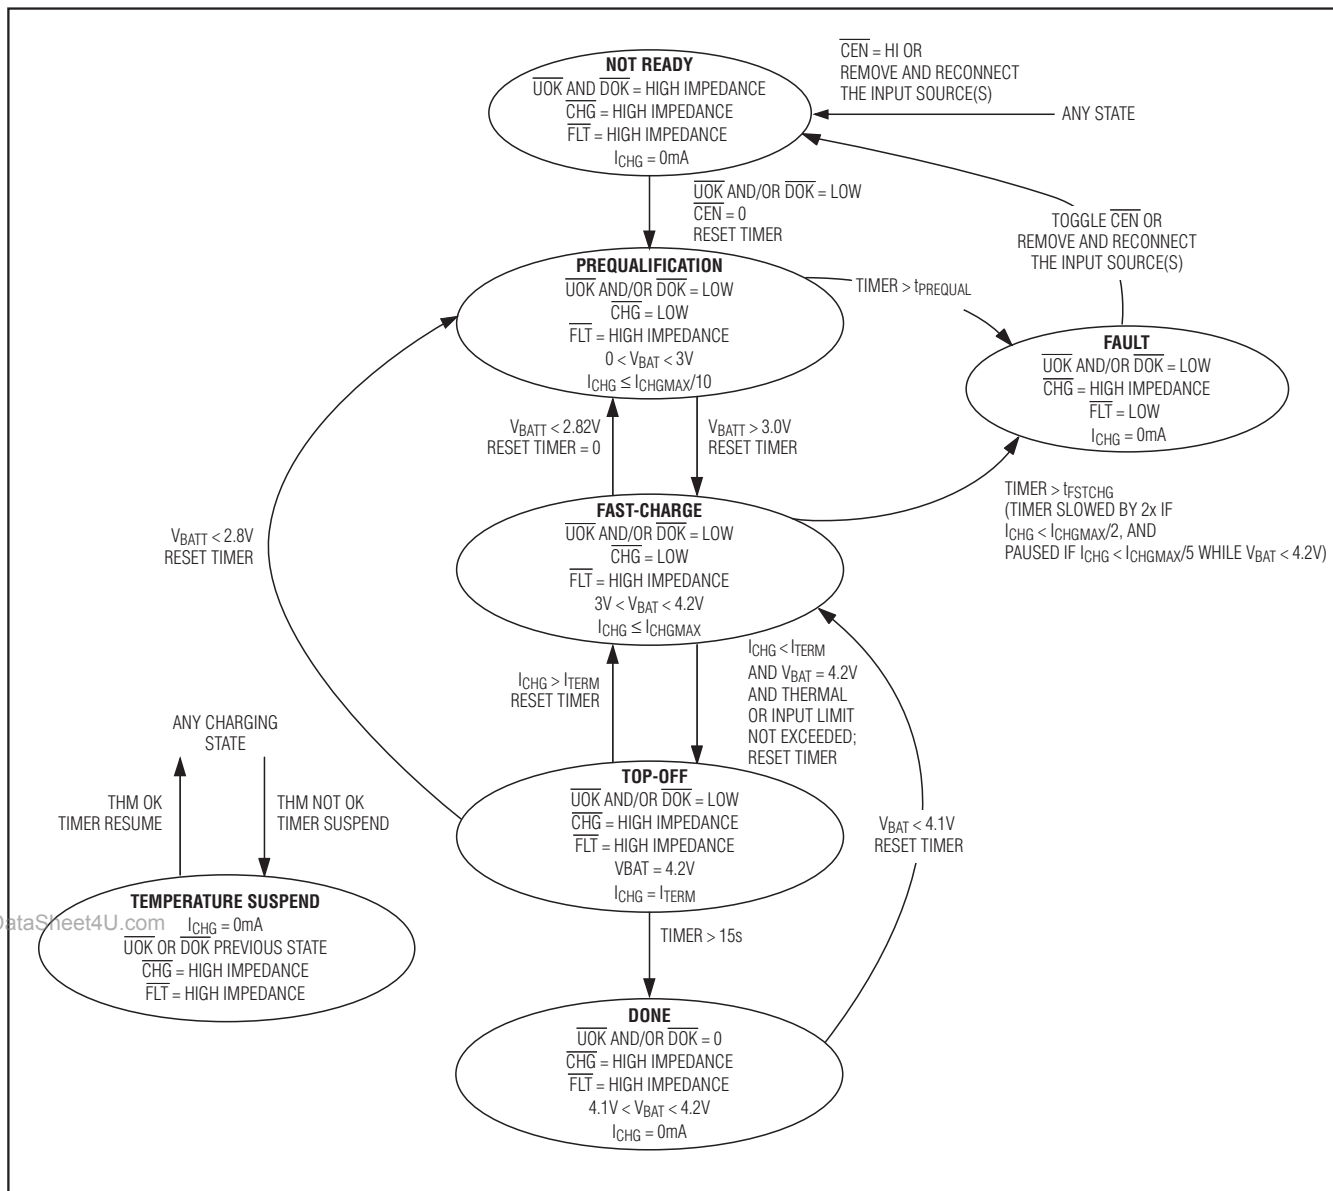 NOT READY
UOK AND DOK = HIGH IMPEDANCE
CHG = HIGH IMPEDANCE
FLT = HIGH IMPEDANCE
ICHG = 0mA
CEN = HI OR
REMOVE AND RECONNECT
THE INPUT SOURCE(S)
ANY STATE
UOK AND/OR DOK = LOW
CEN = 0
RESET TIMER
TOGGLE CEN OR
REMOVE AND RECONNECT
THE INPUT SOURCE(S)
PREQUALIFICATION
UOK AND/OR DOK = LOW
CHG = LOW
FLT = HIGH IMPEDANCE
0 < VBAT < 3V
ICHG ≤ ICHGMAX/10
TIMER > tPREQUAL
FAULT
UOK AND/OR DOK = LOW
CHG = HIGH IMPEDANCE
FLT = LOW
ICHG = 0mA
VBATT < 2.82V
RESET TIMER = 0
VBATT > 3.0V
RESET TIMER
VBATT < 2.8V
RESET TIMER
FAST-CHARGE
UOK AND/OR DOK = LOW
CHG = LOW
FLT = HIGH IMPEDANCE
3V < VBAT < 4.2V
ICHG ≤ ICHGMAX
TIMER > tFSTCHG
(TIMER SLOWED BY 2x IF
ICHG < ICHGMAX/2, AND
PAUSED IF ICHG < ICHGMAX/5 WHILE VBAT < 4.2V)
ICHG > ITERM
RESET TIMER
ICHG < ITERM
AND VBAT = 4.2V
AND THERMAL
OR INPUT LIMIT
NOT EXCEEDED;
RESET TIMER
ANY CHARGING
STATE
THM OK
TIMER RESUME
THM NOT OK
TIMER SUSPEND
TOP-OFF
UOK AND/OR DOK = LOW
CHG = HIGH IMPEDANCE
FLT = HIGH IMPEDANCE
VBAT = 4.2V
ICHG = ITERM
VBAT < 4.1V
RESET TIMER
TEMPERATURE SUSPEND
ICHG = 0mA
UOK OR DOK PREVIOUS STATE
CHG = HIGH IMPEDANCE
FLT = HIGH IMPEDANCE
DataSheet4U.com
TIMER > 15s
DONE
UOK AND/OR DOK = 0
CHG = HIGH IMPEDANCE
FLT = HIGH IMPEDANCE
4.1V < VBAT < 4.2V
ICHG = 0mA